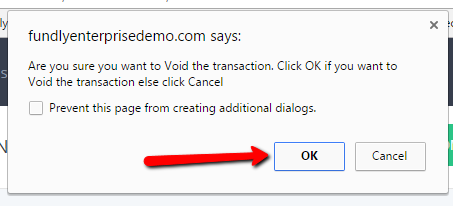 fundlyenterprisedemo.com says:
Are you sure you want to Void the transaction. Click OK if you want to
Void the transaction else click Cancel
Prevent this page from creating additional dialogs.
OK
Cancel